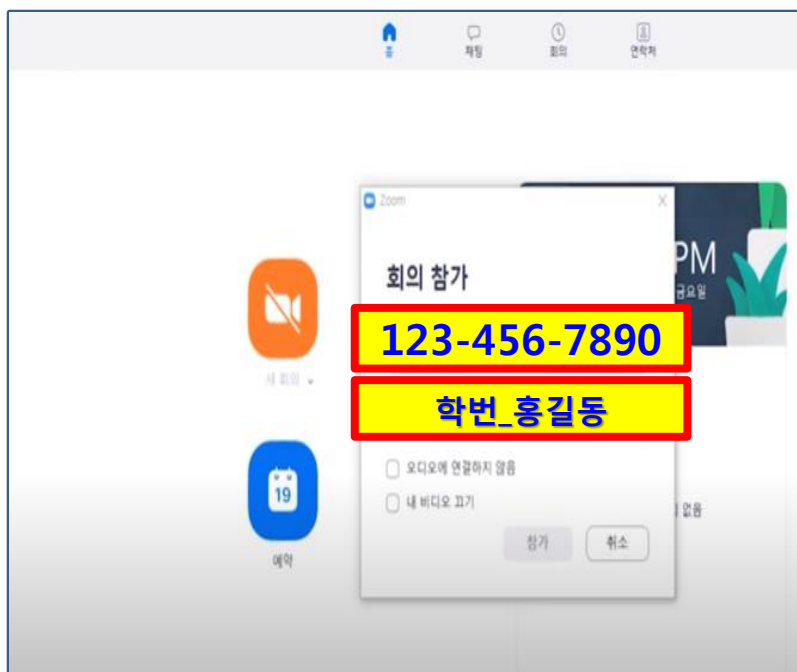 홈
채팅
회의
연락처
Zoom
회의 참가
PM
금요일
123-456-7890
새 회의
학번_홍길동
오디오에 연결하지 않음
내 비디오 끄기
없음
19
참가
취소
예약